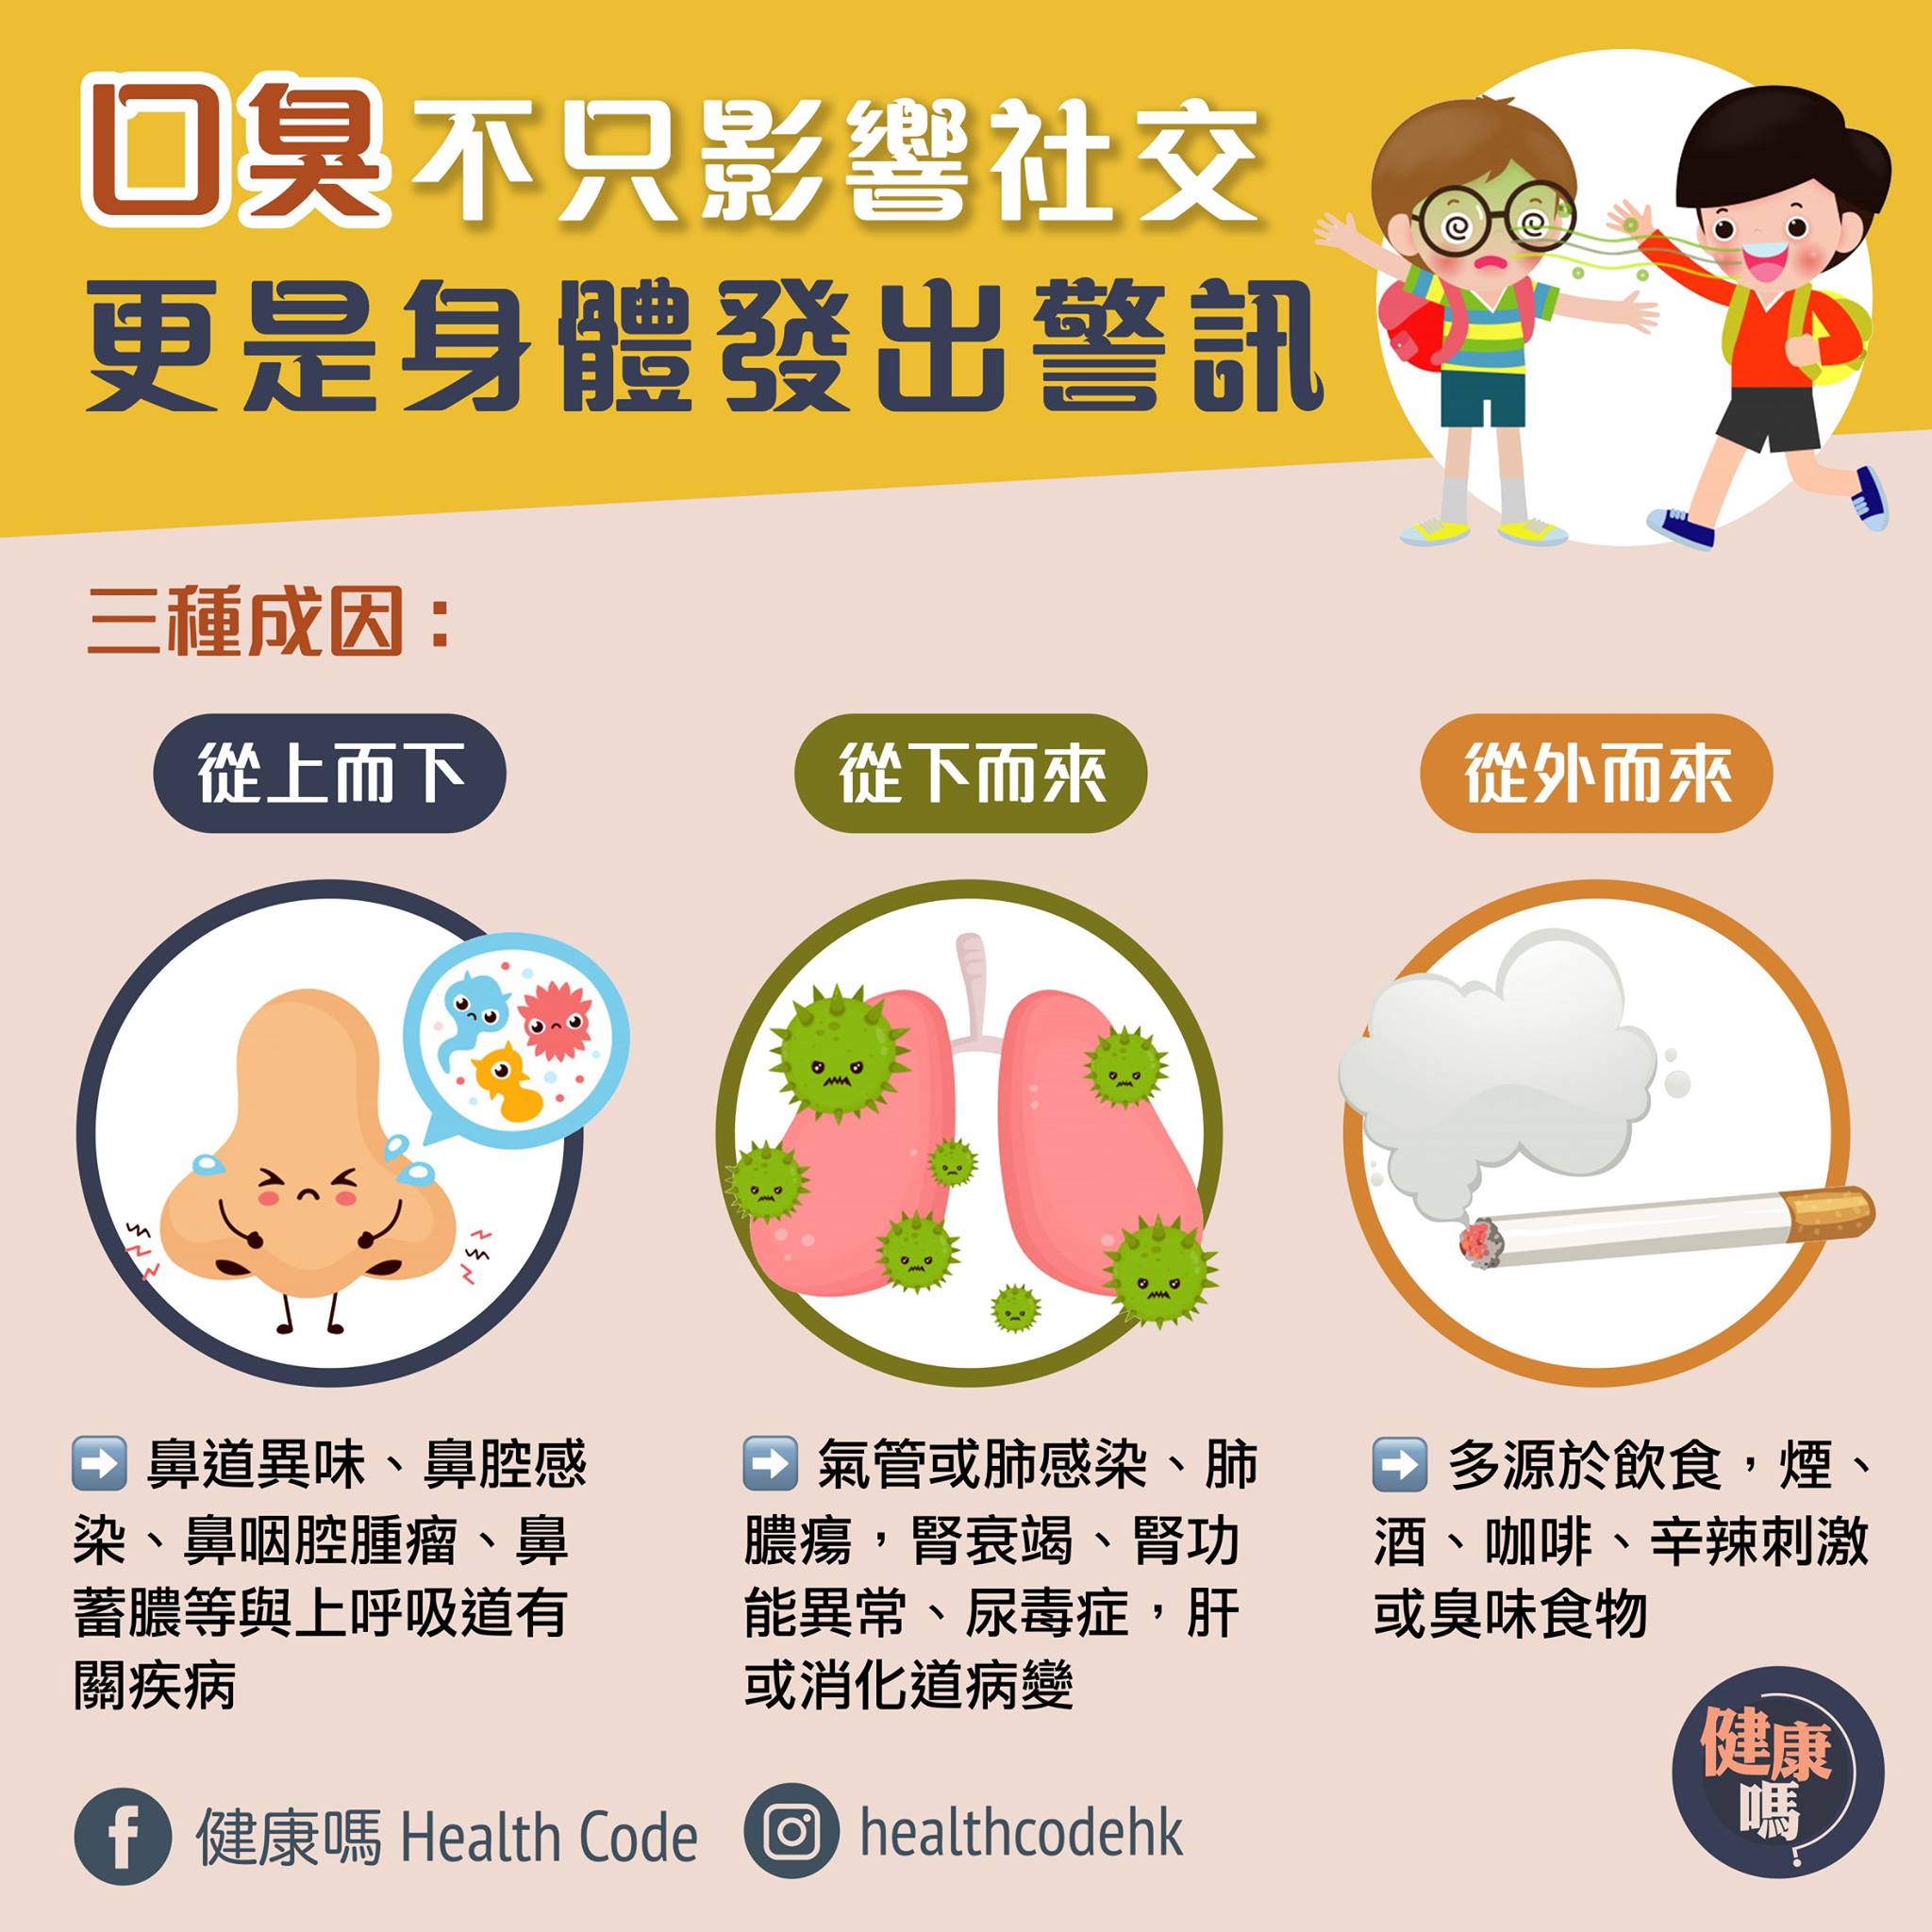 口臭不只影響社交
更是身體發出警訊
三種成因：
從上而下
從下而來
從外而來
鼻道異味、鼻腔感
染、鼻咽腔腫瘤、鼻
蓄膿等與上呼吸道有
關疾病
氣管或肺感染、肺
膿瘍，腎衰竭、腎功
能異常、尿毒症，肝
或消化道病變
多源於飲食，煙、
酒、咖啡、辛辣刺激
或臭味食物
健康嗎 Health Code
healthcodehk
健康
嗎?